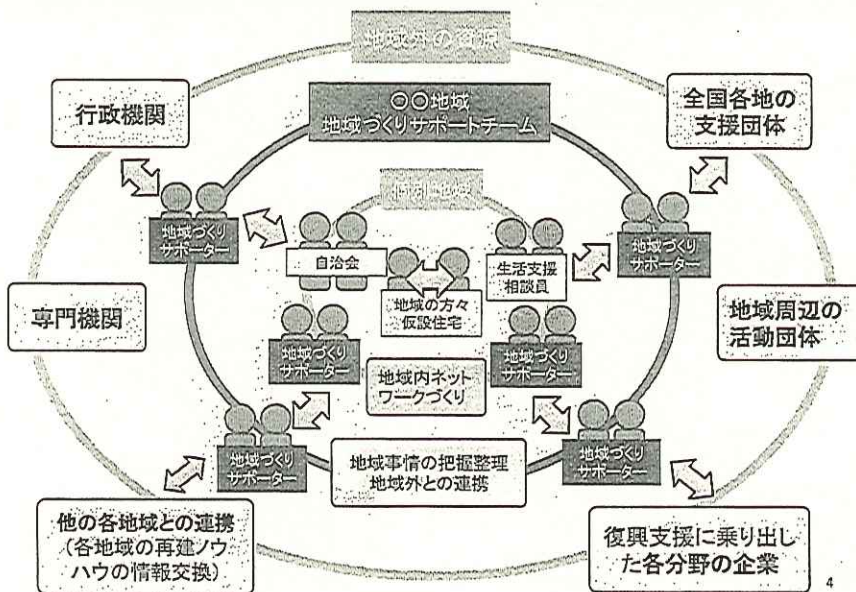 地域外の資源
行政機関
〇〇地域
地域づくりサポートチーム
全国各地の
支援団体
地域づくり
サポーター
地域づくり
サポーター
自治会
生活支援
相談員
地域の方々
仮設住宅
専門機関
地域周辺の
活動団体
地域づくり
サポーター
地域づくり
サポーター
地域内ネット
ワークづくり
地域づくり
サポーター
地域づくり
サポーター
地域事情の把握整理
地域外との連携
他の各地域との連携
(各地域の再建ノウ
ハウの情報交換)
復興支援に乗り出し
た各分野の企業
4